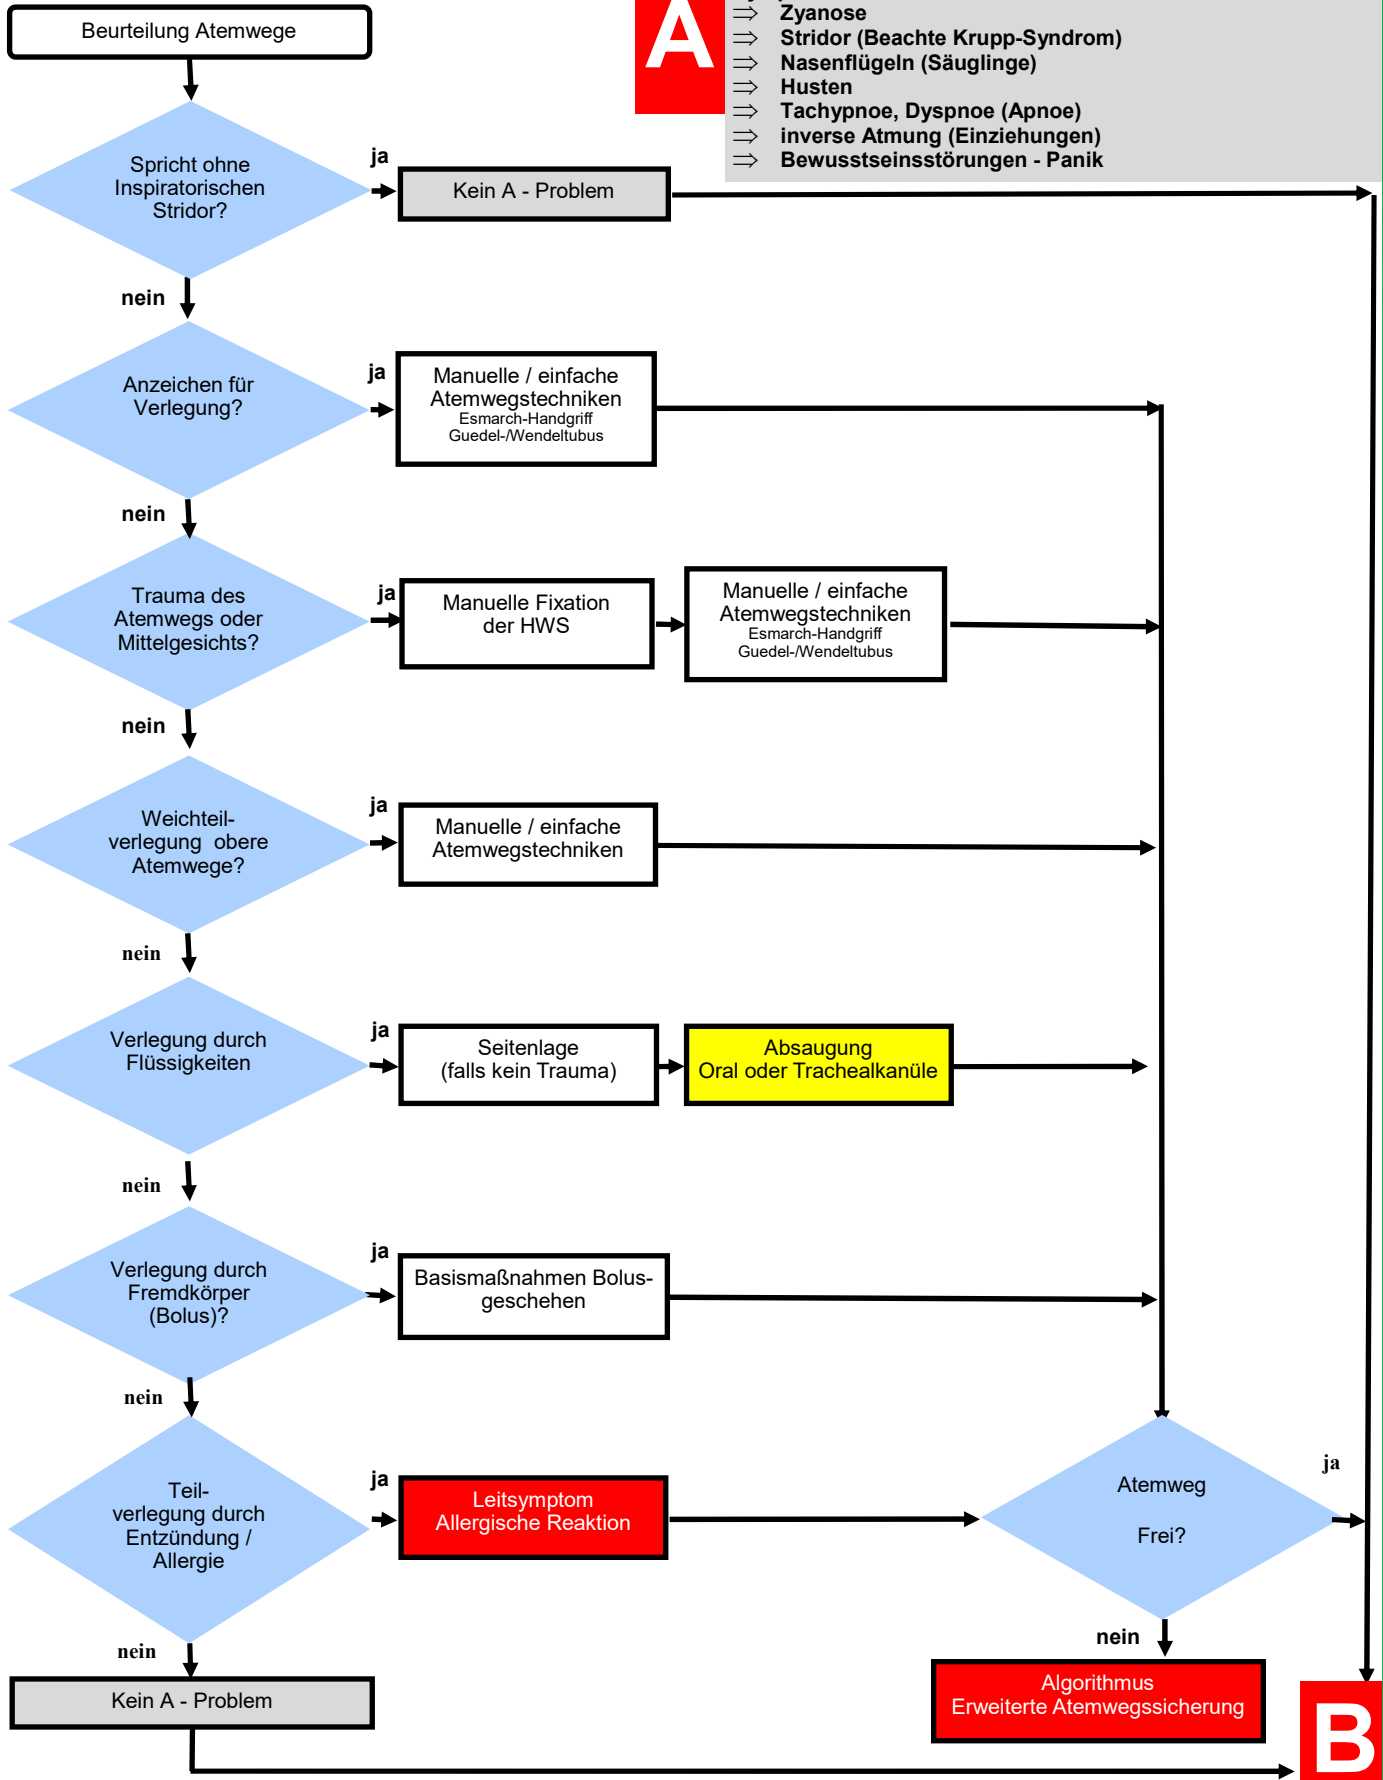 Beurteilung Atemwege
A
⇒ Zyanose
⇒ Stridor (Beachte Krupp-Syndrom)
⇒ Nasenflügeln (Säuglinge)
⇒ Husten
⇒ Tachypnoe, Dyspnoe (Apnoe)
⇒ inverse Atmung (Einziehungen)
⇒ Bewusstseinsstörungen - Panik
Spricht ohne
Inspiratorischen
Stridor?
ja
Kein A - Problem
nein
Anzeichen für
Verlegung?
ja
Manuelle / einfache
Atemwegstechniken
Esmarch-Handgriff
Guedel-/Wendeltubus
nein
Trauma des
Atemwegs oder
Mittelgesichts?
ja
Manuelle Fixation
der HWS
Manuelle / einfache
Atemwegstechniken
Esmarch-Handgriff
Guedel-/Wendeltubus
nein
Weichteil-
verlegung obere
Atemwege?
ja
Manuelle / einfache
Atemwegstechniken
nein
Verlegung durch
Flüssigkeiten
ja
Seitenlage
(falls kein Trauma)
Absaugung
Oral oder Trachealkanüle
nein
Verlegung durch
Fremdkörper
(Bolus)?
ja
Basismaßnahmen Bolus-
geschehen
nein
Teil-
verlegung durch
Entzündung /
Allergie
ja
Leitsymptom
Allergische Reaktion
Atemweg
Frei?
ja
nein
nein
Kein A - Problem
Algorithmus
Erweiterte Atemwegssicherung
B